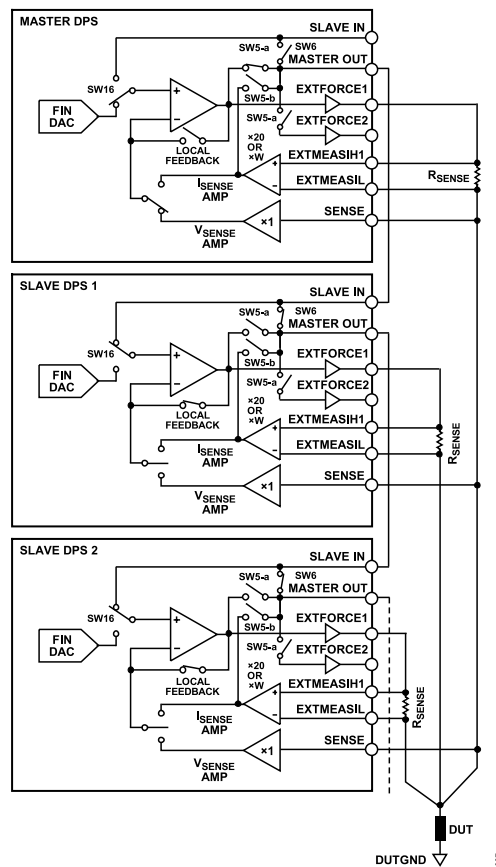 MASTER DPS
SLAVE IN
SW5-a
SW6
MASTER OUT
SW16
EXTFORCE1
SW5-b
FIN
DAC
SW5-a
EXTFORCE2
×20
OR
×W
LOCAL
FEEDBACK
EXTMEASIH1
ISENSE
AMP
EXTMEASIL
RSENSE
SENSE
×1
VSENSE
AMP
SLAVE DPS 1
SLAVE IN
SW5-a
SW6
MASTER OUT
SW16
EXTFORCE1
SW5-b
FIN
DAC
SW5-a
EXTFORCE2
×20
OR
×W
LOCAL
FEEDBACK
EXTMEASIH1
ISENSE
AMP
EXTMEASIL
RSENSE
SENSE
×1
VSENSE
AMP
SLAVE DPS 2
SLAVE IN
SW5-a
SW6
MASTER OUT
SW16
EXTFORCE1
SW5-b
FIN
DAC
SW5-a
EXTFORCE2
×20
OR
×W
LOCAL
FEEDBACK
EXTMEASIH1
ISENSE
AMP
EXTMEASIL
RSENSE
SENSE
×1
VSENSE
AMP
DUT
DUTGND